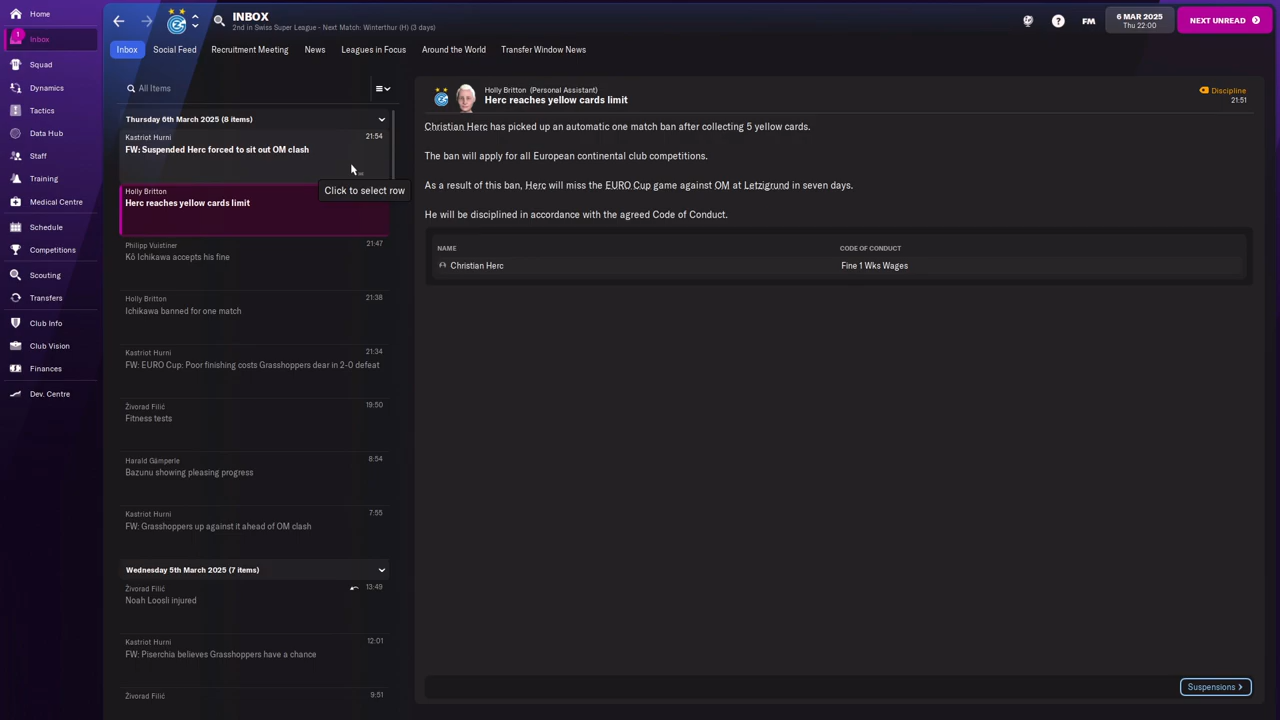 Home
1
Inbox
Squad
Dynamics
Tactics
Data Hub
Staff
Training
Medical Centre
Schedule
Competitions
Scouting
Transfers
Club Info
Club Vision
Finances
Dev. Centre
INBOX
2nd in Swiss Super League - Next Match: Winterthur (H) (3 days)
?
FM
6 MAR 2025
Thu 22:00
NEXT UNREAD
Inbox
Social Feed
Recruitment Meeting
News
Leagues in Focus
Around the World
Transfer Window News
All Items
Thursday 6th March 2025 (8 items)
Kastriot Hurni
21:54
FW: Suspended Herc forced to sit out OM clash
Click to select row
Holly Britton
Herc reaches yellow cards limit
Philipp Vuistiner
21:47
Kô Ichikawa accepts his fine
Holly Britton
21:38
Ichikawa banned for one match
Kastriot Hurni
21:34
FW: EURO Cup: Poor finishing costs Grasshoppers dear in 2-0 defeat
Živorad Filić
19:50
Fitness tests
Harald Gämperle
8:54
Bazunu showing pleasing progress
Kastriot Hurni
7:55
FW: Grasshoppers up against it ahead of OM clash
Wednesday 5th March 2025 (7 items)
Živorad Filić
13:49
Noah Loosli injured
Kastriot Hurni
12:01
FW: Piserchia believes Grasshoppers have a chance
Živorad Filić
9:51
Holly Britton (Personal Assistant)
Herc reaches yellow cards limit
Discipline
21:51
Christian Herc has picked up an automatic one match ban after collecting 5 yellow cards.
The ban will apply for all European continental club competitions.
As a result of this ban, Herc will miss the EURO Cup game against OM at Letzigrund in seven days.
He will be disciplined in accordance with the agreed Code of Conduct.
NAME
CODE OF CONDUCT
Christian Herc
Fine 1 Wks Wages
Suspensions